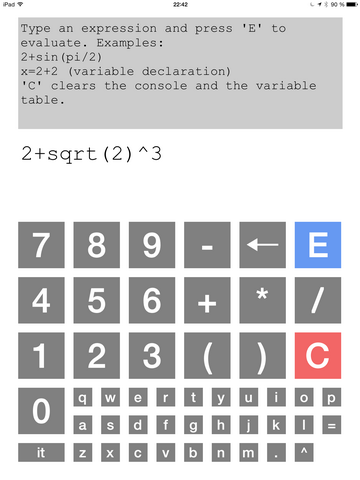 iPad 22:42 90 %
Type an expression and press 'E' to
evaluate. Examples:
2+sin(pi/2)
x=2+2 (variable declaration)
'C' clears the console and the variable
table.
2+sqrt(2)^3
7 8 9 - ← E
4 5 6 + * /
1 2 3 ( ) C
0 q w e r t y u i o p
a s d f g h j k l =
it z x c v b n m . ^